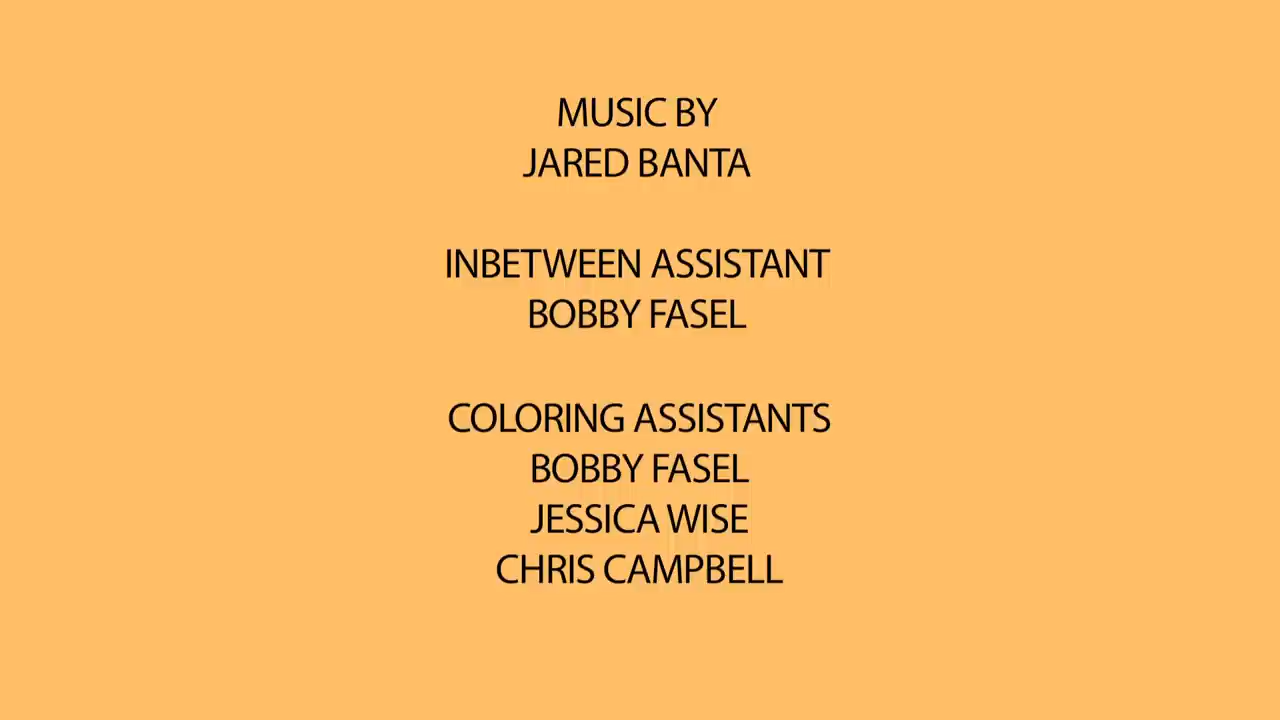 MUSIC BY
JARED BANTA
INBETWEEN ASSISTANT
BOBBY FASEL
COLORING ASSISTANTS
BOBBY FASEL
JESSICA WISE
CHRIS CAMPBELL